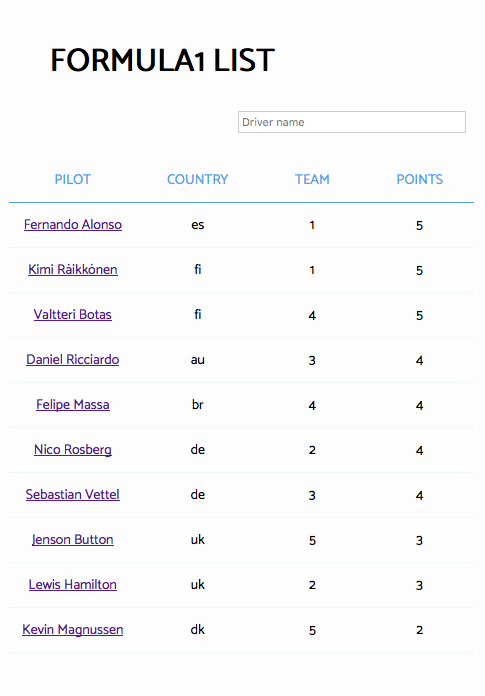 FORMULA1 LIST
Driver name
PILOT COUNTRY TEAM POINTS
Fernando Alonso es 1 5
Kimi Räikkönen fi 1 5
Valtteri Botas fi 4 5
Daniel Ricciardo au 3 4
Felipe Massa br 4 4
Nico Rosberg de 2 4
Sebastian Vettel de 3 4
Jenson Button uk 5 3
Lewis Hamilton uk 2 3
Kevin Magnussen dk 5 2